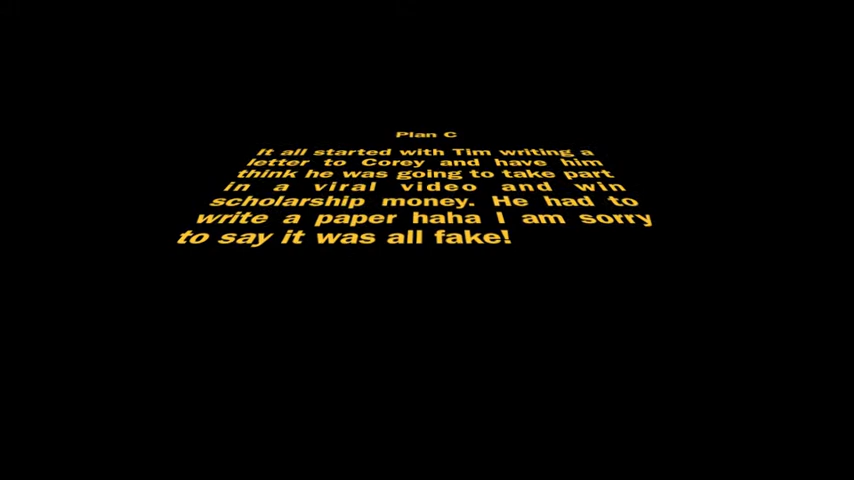 Plan C
It all started with Tim writing a
letter to Corey and have him
think he was going to take part
in a viral video and win
scholarship money. He had to
write a paper haha I am sorry
to say it was all fake!